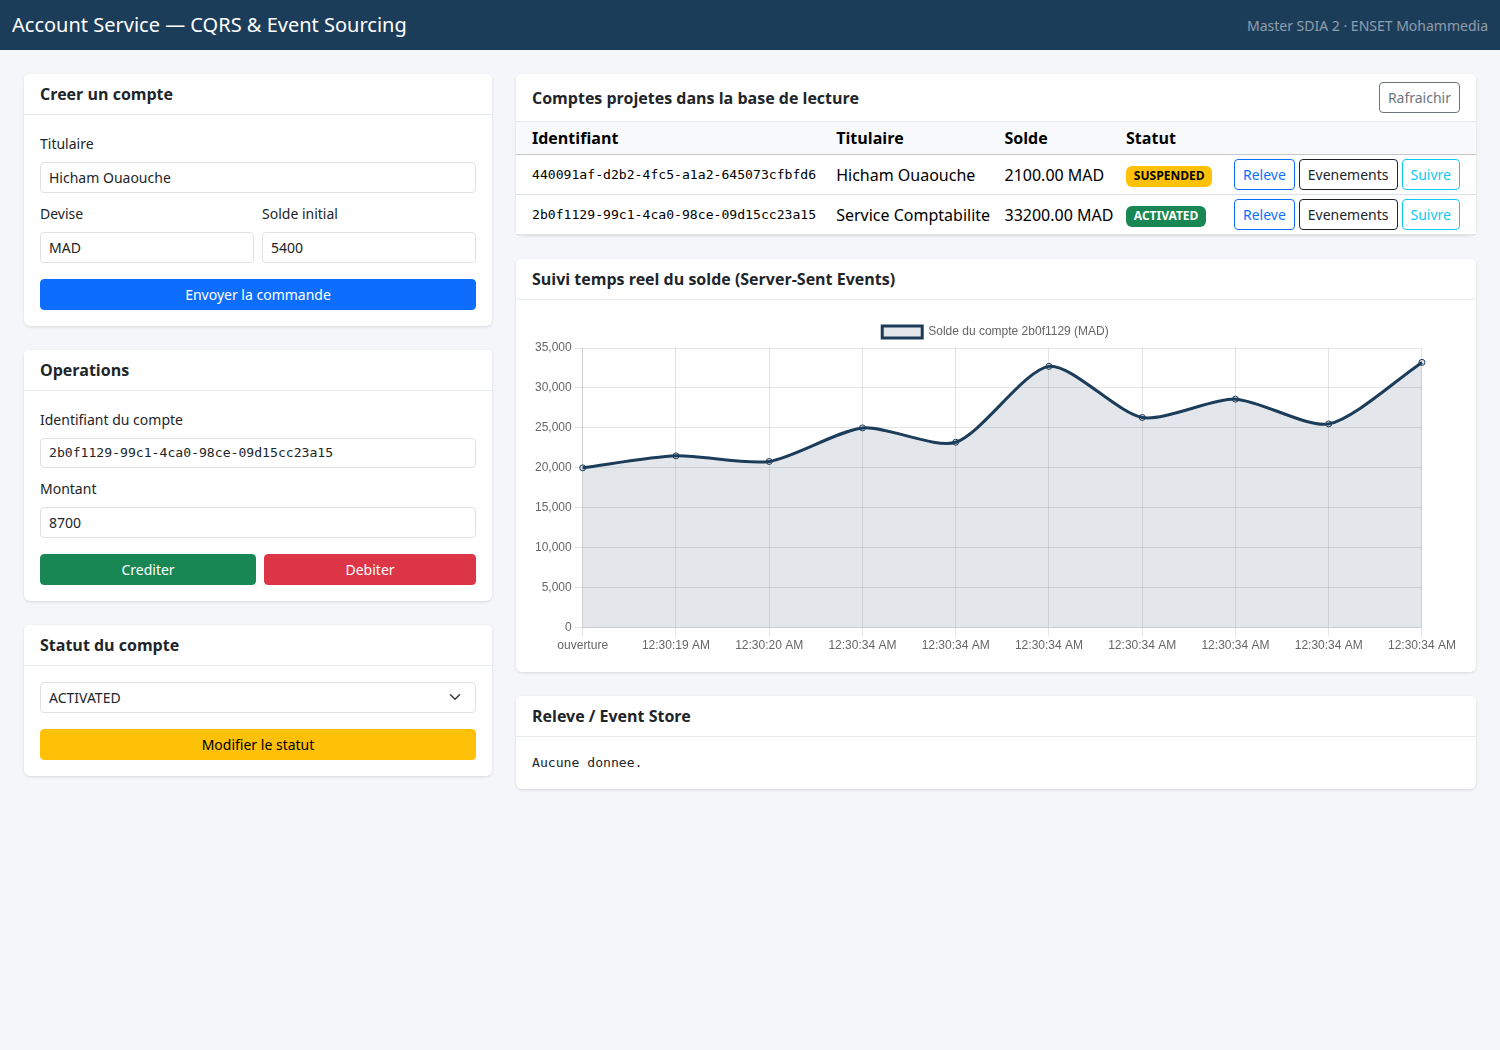 Account Service — CQRS & Event Sourcing
Master SDIA 2 · ENSET Mohammedia
Creer un compte
Titulaire
Hicham Ouaouche
Devise Solde initial
MAD 5400
Envoyer la commande
Operations
Identifiant du compte
2b0f1129-99c1-4ca0-98ce-09d15cc23a15
Montant
8700
Crediter Debiter
Statut du compte
ACTIVATED
Modifier le statut
Comptes projetes dans la base de lecture Rafraichir
Identifiant Titulaire Solde Statut
440091af-d2b2-4fc5-a1a2-645073cfbfd6 Hicham Ouaouche 2100.00 MAD SUSPENDED Releve Evenements Suivre
2b0f1129-99c1-4ca0-98ce-09d15cc23a15 Service Comptabilite 33200.00 MAD ACTIVATED Releve Evenements Suivre
Suivi temps reel du solde (Server-Sent Events)
Solde du compte 2b0f1129 (MAD)
35,000
30,000
25,000
20,000
15,000
10,000
5,000
0
ouverture 12:30:19 AM 12:30:20 AM 12:30:34 AM 12:30:34 AM 12:30:34 AM 12:30:34 AM 12:30:34 AM 12:30:34 AM 12:30:34 AM
Releve / Event Store
Aucune donnee.